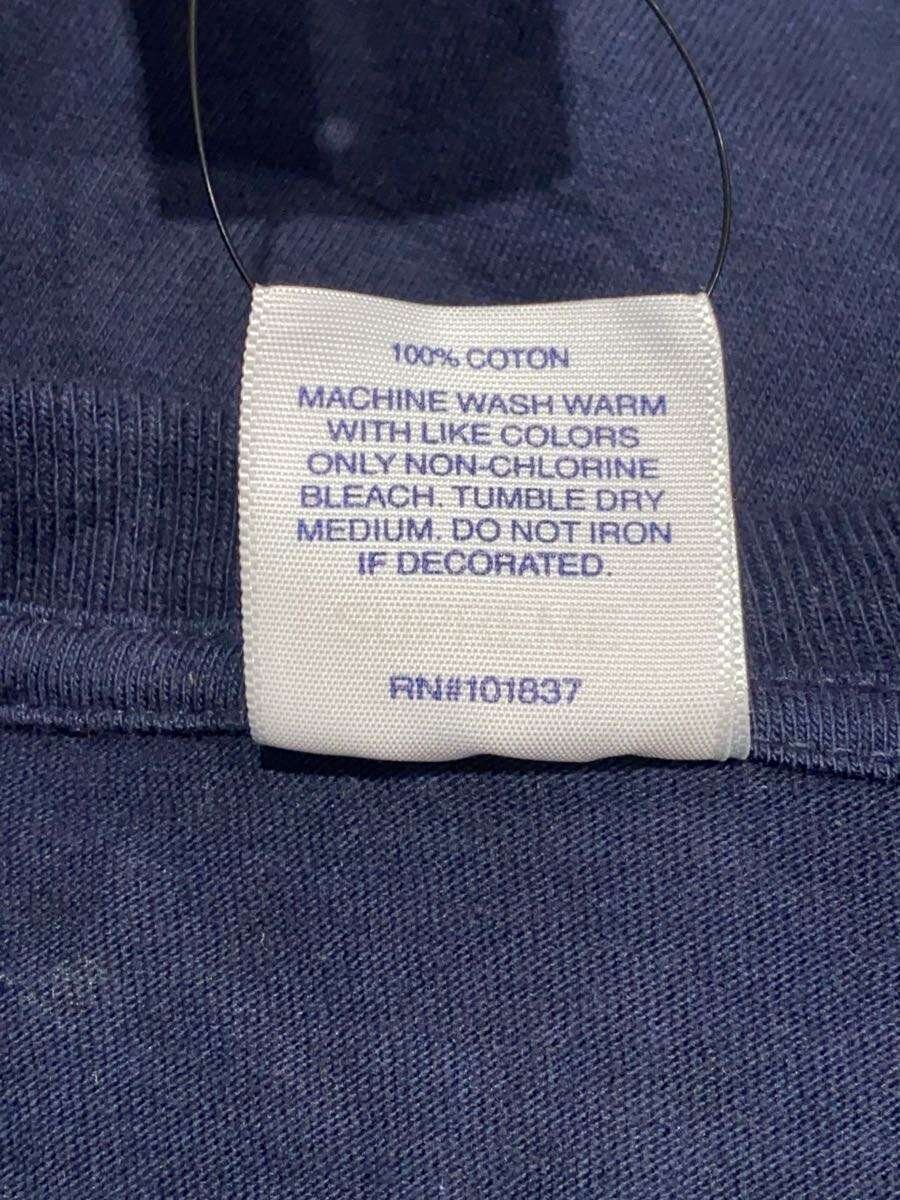 100% COTON
MACHINE WASH WARM
WITH LIKE COLORS
ONLY NON-CHLORINE
BLEACH. TUMBLE DRY
MEDIUM. DO NOT IRON
IF DECORATED.
RN#101837